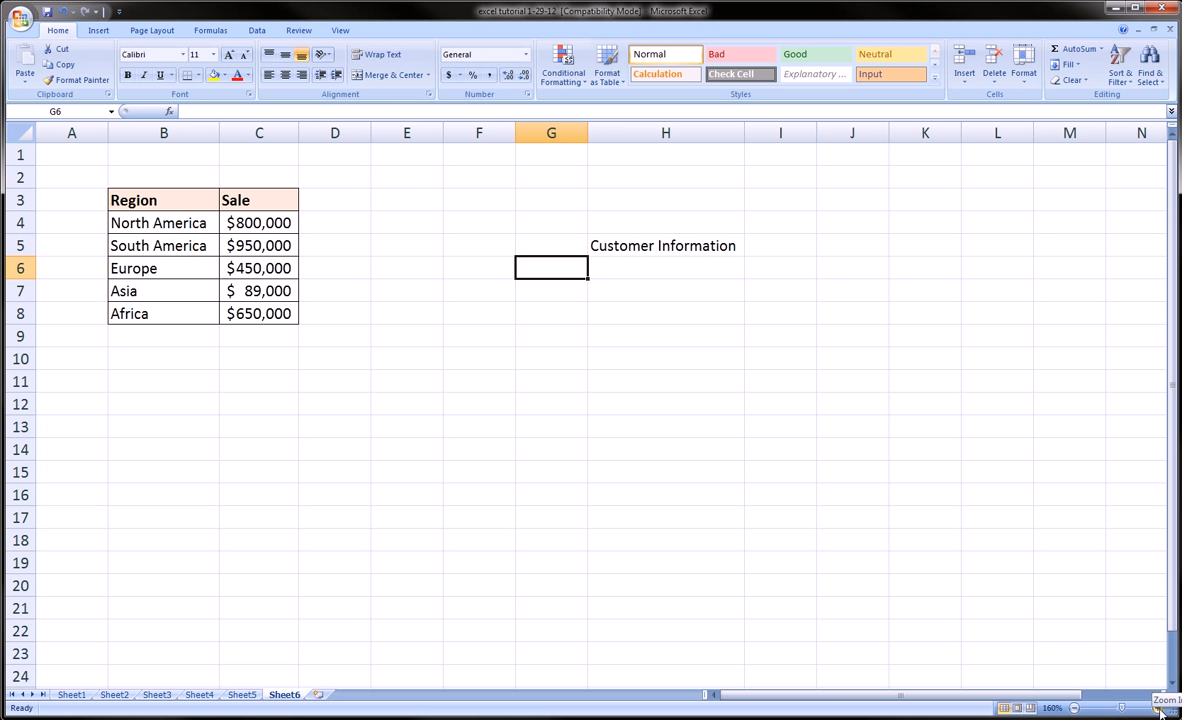 excel tutorial 1-29-12 [Compatibility Mode] - Microsoft Excel
Home Insert Page Layout Formulas Data Review View
Paste
Cut
Copy
Format Painter
Clipboard
Calibri 11
B I U A
Font
Wrap Text
Merge & Center
Alignment
General
$ % ,
Number
Conditional Formatting
Format as Table
Normal Bad Good Neutral
Calculation Check Cell Explanatory ... Input
Styles
Insert Delete Format
Cells
Σ AutoSum
Fill
Clear
Sort & Filter
Find & Select
Editing
G6 fx
A B C D E F G H I J K L M N
1
2
3 Region Sale
4 North America $800,000
5 South America $950,000 Customer Information
6 Europe $450,000
7 Asia $ 89,000
8 Africa $650,000
9
10
11
12
13
14
15
16
17
18
19
20
21
22
23
24
Sheet1 Sheet2 Sheet3 Sheet4 Sheet5 Sheet6
Zoom
Ready 160%